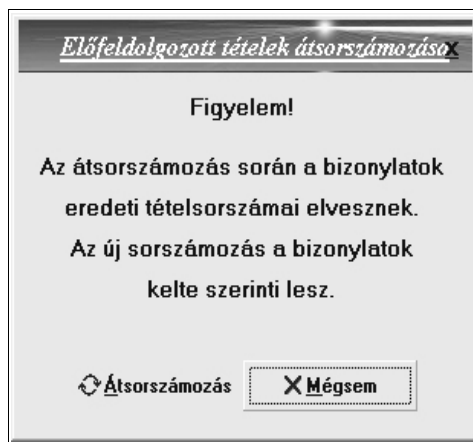 Előfeldolgozott tételek átsorszámozása
x
Figyelem!
Az átsorszámozás során a bizonylatok
eredeti tételsorszámai elvesznek.
Az új sorszámozás a bizonylatok
kelte szerinti lesz.
Átsorszámozás
Mégsem